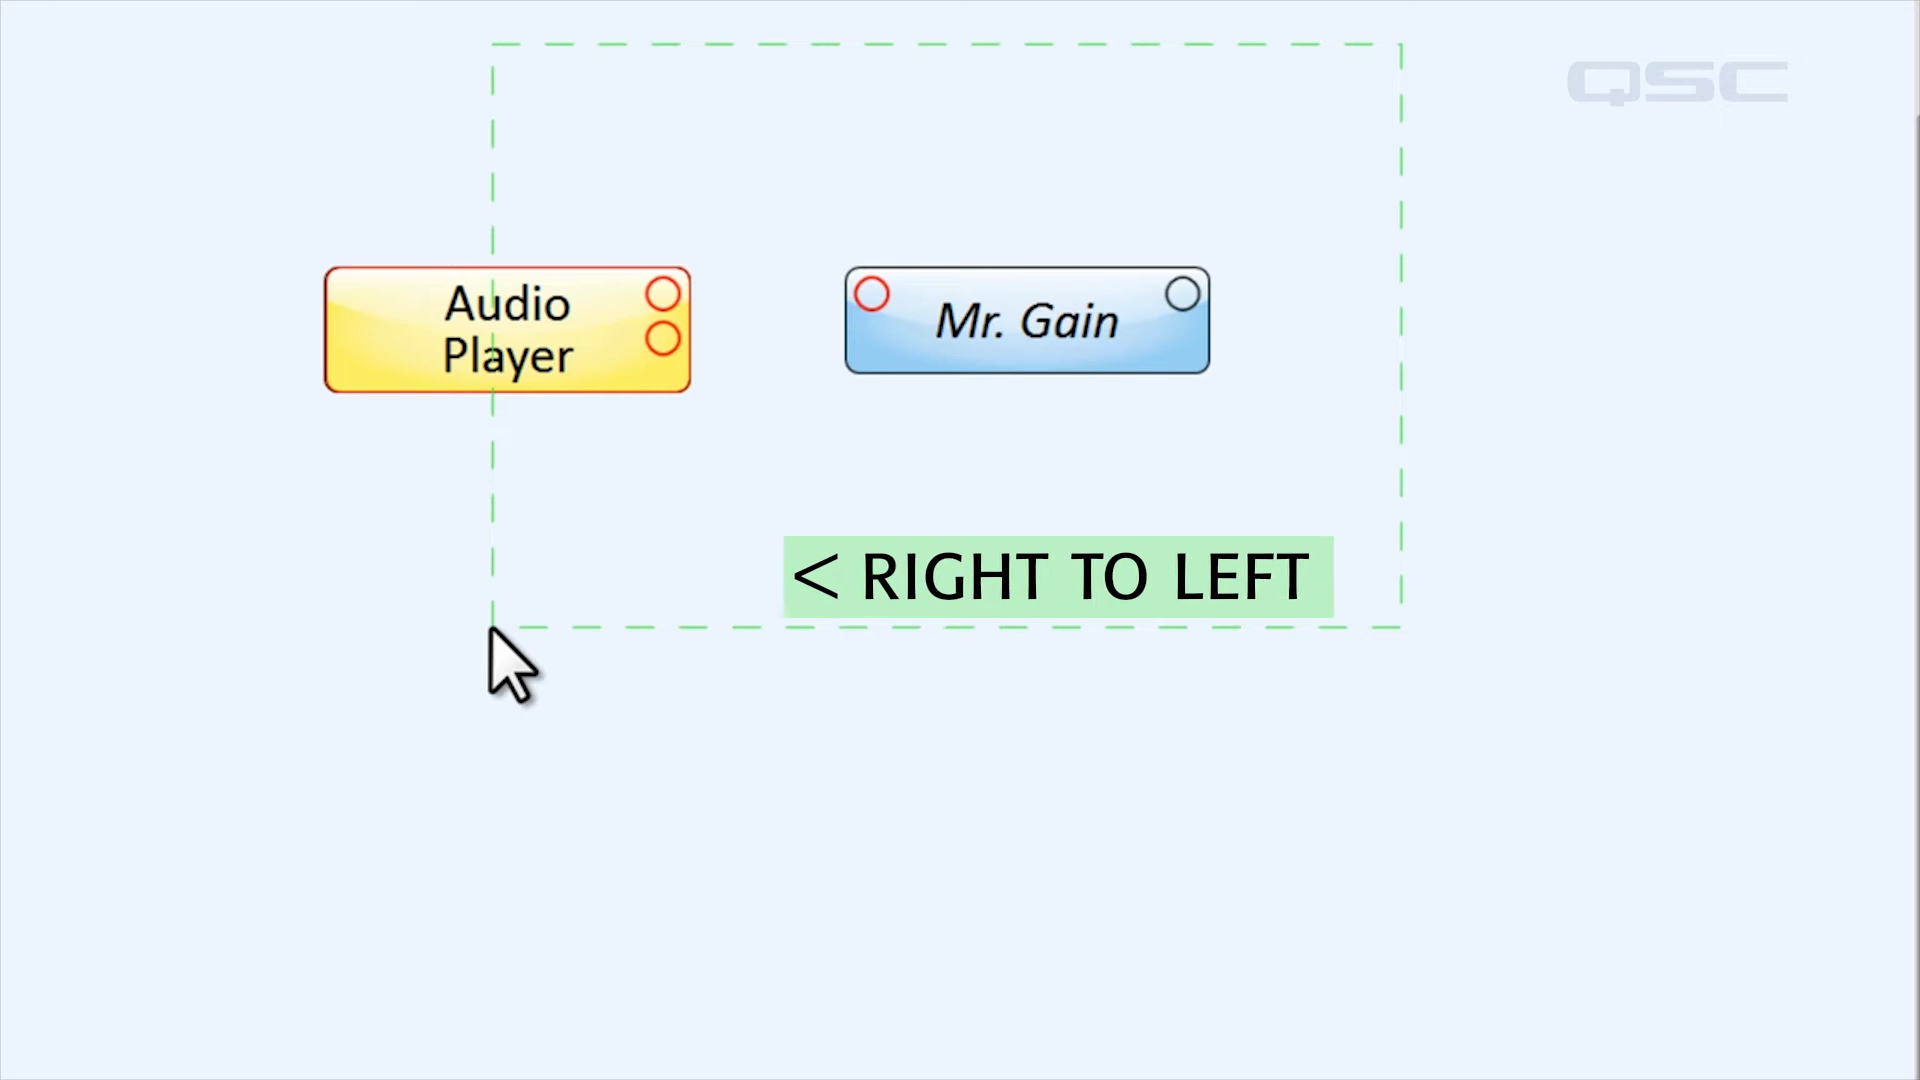 QSC
Audio
Player
Mr. Gain
< RIGHT TO LEFT